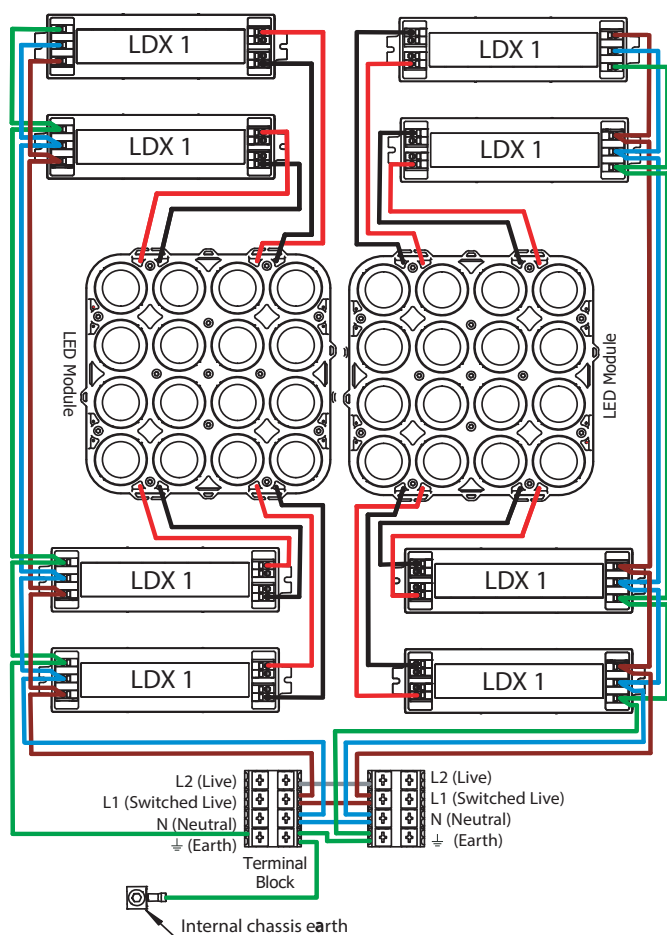 LDX 1
LDX 1
LDX 1
LDX 1
LED Module
LED Module
LDX 1
LDX 1
LDX 1
LDX 1
L2 (Live)
L1 (Switched Live)
N (Neutral)
(Earth)
L2 (Live)
L1 (Switched Live)
N (Neutral)
(Earth)
Terminal
Block
Internal chassis earth